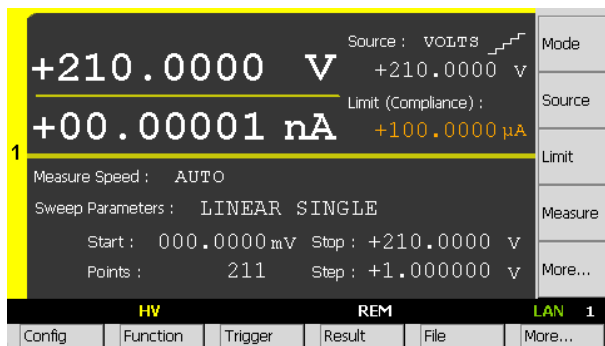 Source : VOLTS
+210.0000 V
+210.0000 V
Limit (Compliance) :
+00.00001 nA
+100.0000 µA
1
Measure Speed : AUTO
Sweep Parameters : LINEAR SINGLE
Start : 000.0000 mV Stop : +210.0000 V
Points : 211 Step : +1.000000 V
Mode
Source
Limit
Measure
More...
HV REM LAN 1
Config Function Trigger Result File More...